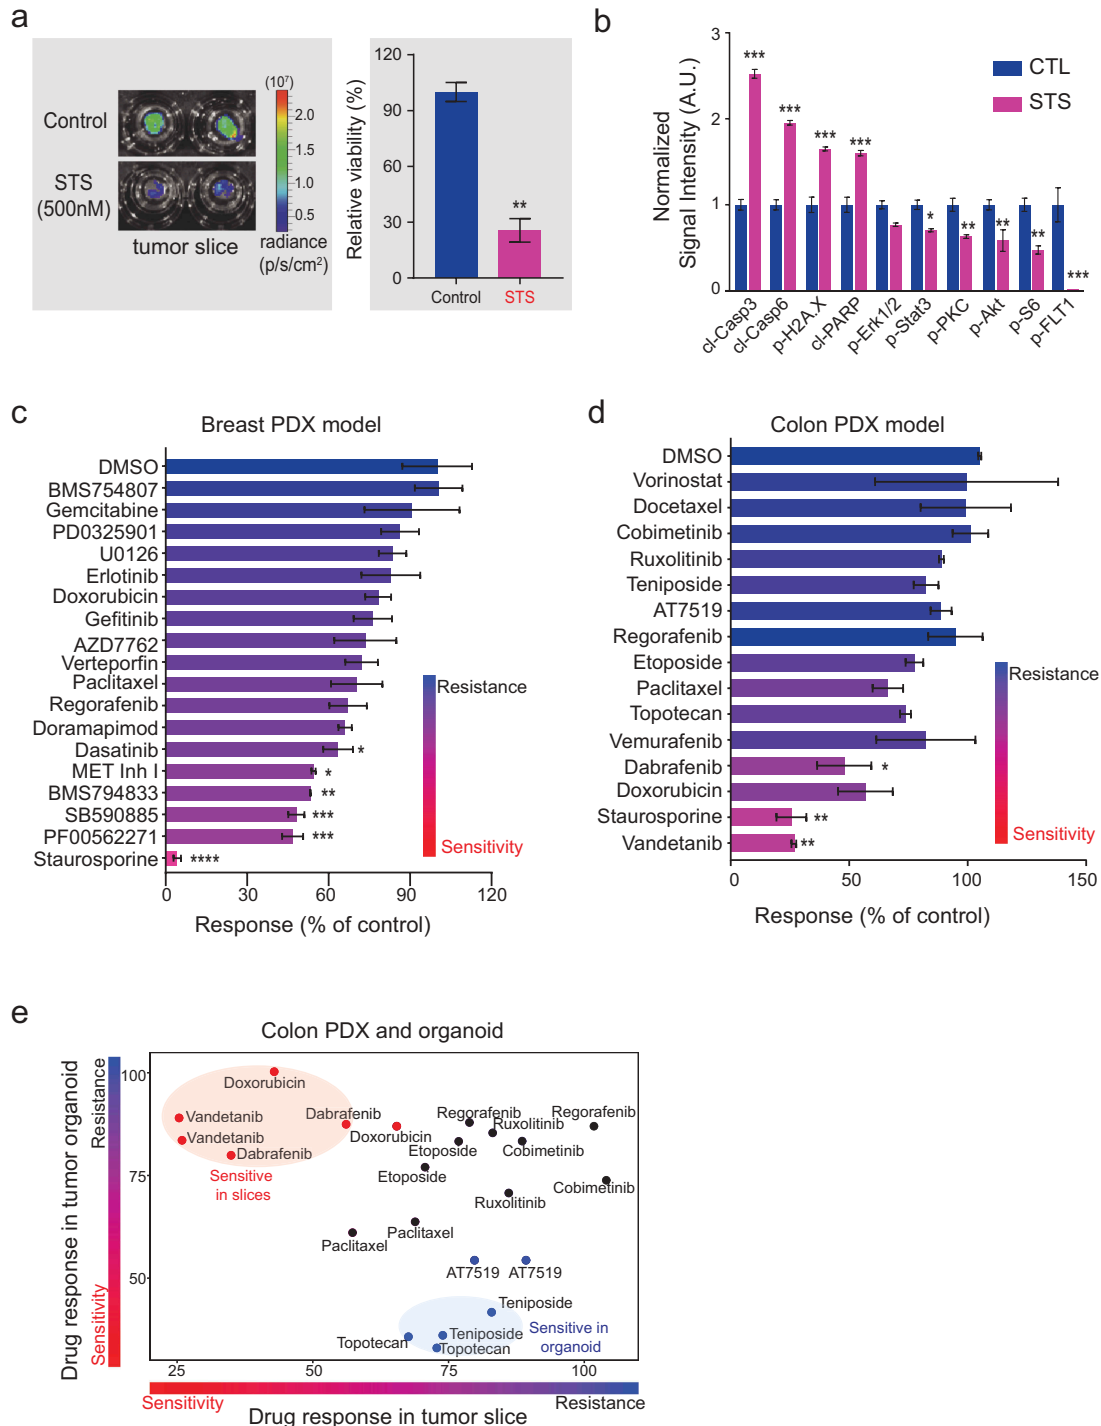 a
Control
STS
(500nM)
tumor slice
(10⁷)
2.0
1.5
1.0
0.5
radiance
(p/s/cm²)
Relative viability (%)
120
90
60
30
0
**
Control
STS
b
Normalized
Signal Intensity (A.U.)
3
2
1
0
***
***
***
***
*
**
**
**
***
CTL
STS
cl-Casp3
cl-Casp6
p-H2A.X
cl-PARP
p-Erk1/2
p-Stat3
p-PKC
p-Akt
p-S6
p-FLT1
c
Breast PDX model
DMSO
BMS754807
Gemcitabine
PD0325901
U0126
Erlotinib
Doxorubicin
Gefitinib
AZD7762
Verteporfin
Paclitaxel
Regorafenib
Doramapimod
Dasatinib *
MET Inh I *
BMS794833 **
SB590885 ***
PF00562271 ***
Staurosporine ****
Resistance
Sensitivity
0 30 60 90 120
Response (% of control)
d
Colon PDX model
DMSO
Vorinostat
Docetaxel
Cobimetinib
Ruxolitinib
Teniposide
AT7519
Regorafenib
Etoposide
Paclitaxel
Topotecan
Vemurafenib
Dabrafenib *
Doxorubicin
Staurosporine **
Vandetanib **
Resistance
Sensitivity
0 50 100 150
Response (% of control)
e
Colon PDX and organoid
Drug response in tumor organoid
Resistance
Sensitivity
100
75
50
Doxorubicin
Vandetanib
Vandetanib
Dabrafenib
Dabrafenib
Doxorubicin
Sensitive
in slices
Regorafenib
Ruxolitinib
Regorafenib
Etoposide
Cobimetinib
Etoposide
Ruxolitinib
Cobimetinib
Paclitaxel
Paclitaxel
AT7519
AT7519
Teniposide
Topotecan
Teniposide
Topotecan
Sensitive in
organoid
25 50 75 100
Sensitivity
Resistance
Drug response in tumor slice